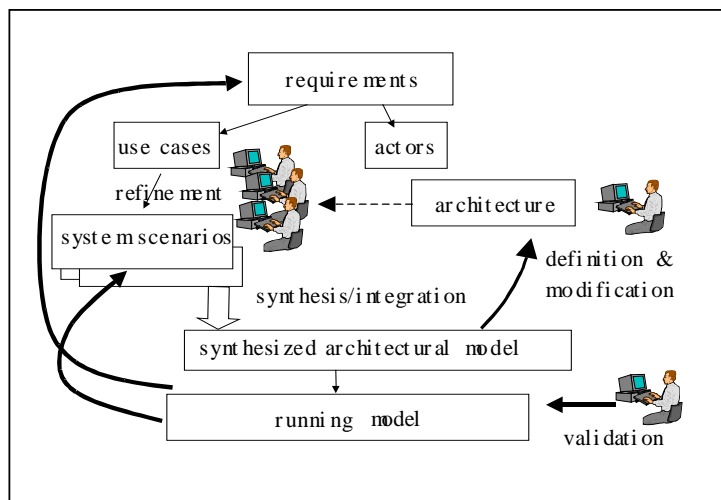 requirements
use cases
actors
refinement
architecture
system scenarios
definition &
modification
synthesis/integration
synthesized architectural model
running model
validation